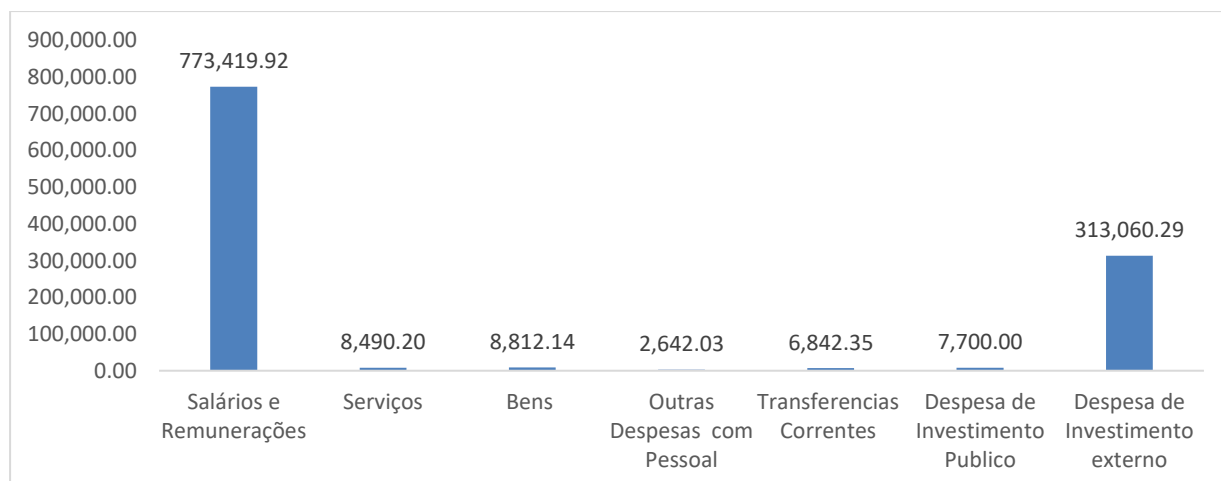 900,000.00
800,000.00
700,000.00
600,000.00
500,000.00
400,000.00
300,000.00
200,000.00
100,000.00
0.00
773,419.92
8,490.20
8,812.14
2,642.03
6,842.35
7,700.00
313,060.29
Salários e
Remunerações
Serviços
Bens
Outras
Despesas com
Pessoal
Transferencias
Correntes
Despesa de
Investimento
Publico
Despesa de
Investimento
externo